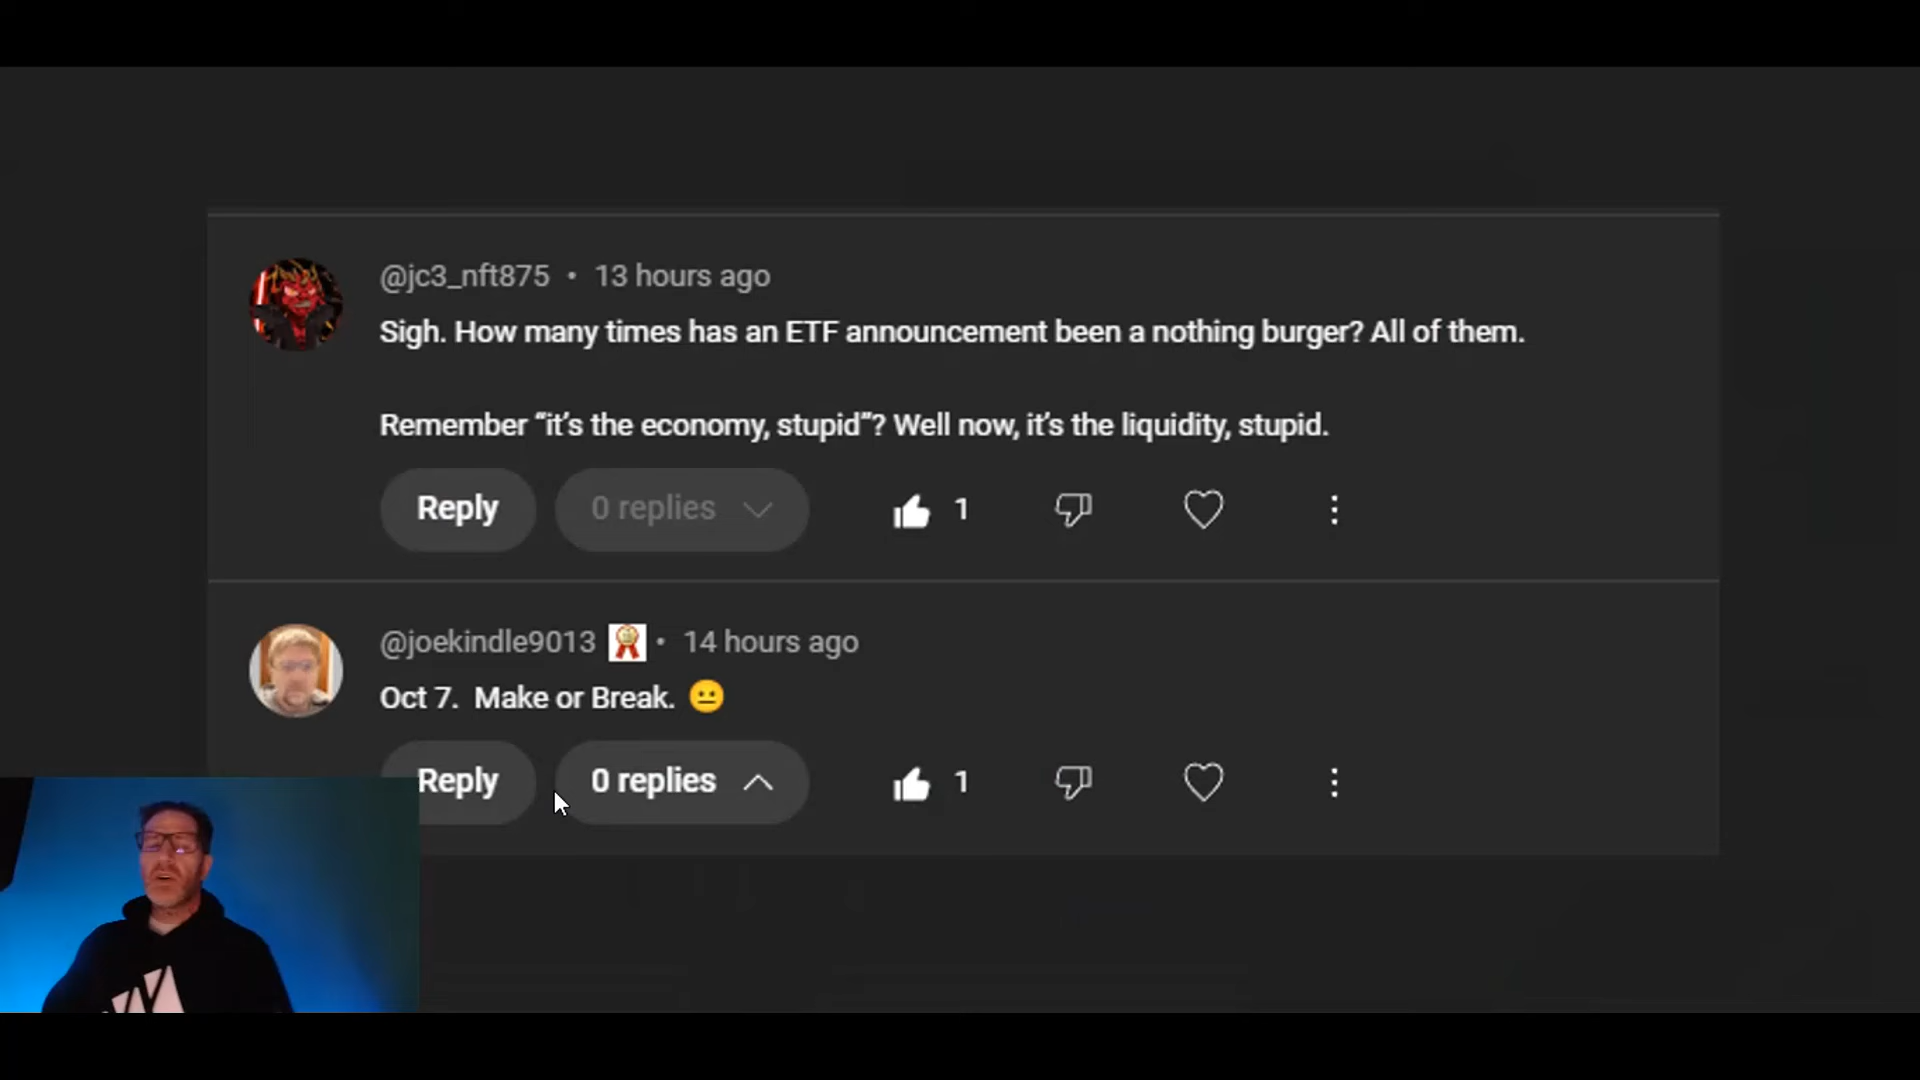 @jc3_nft875 • 13 hours ago
Sigh. How many times has an ETF announcement been a nothing burger? All of them.
Remember “it’s the economy, stupid”? Well now, it’s the liquidity, stupid.
Reply 0 replies 1
@joekindle9013 • 14 hours ago
Oct 7. Make or Break. 😐
Reply 0 replies 1